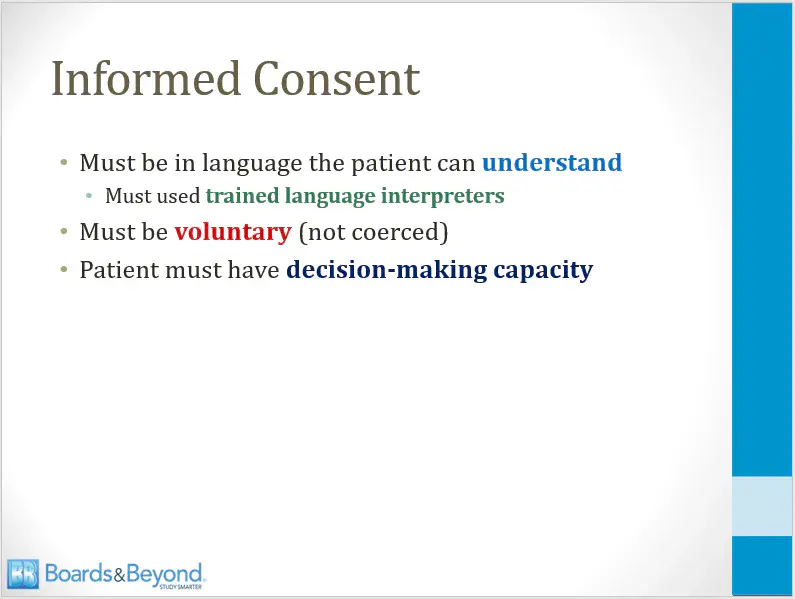 Informed Consent
• Must be in language the patient can understand
• Must used trained language interpreters
• Must be voluntary (not coerced)
• Patient must have decision-making capacity
BB Boards&Beyond.
STUDY SMARTER